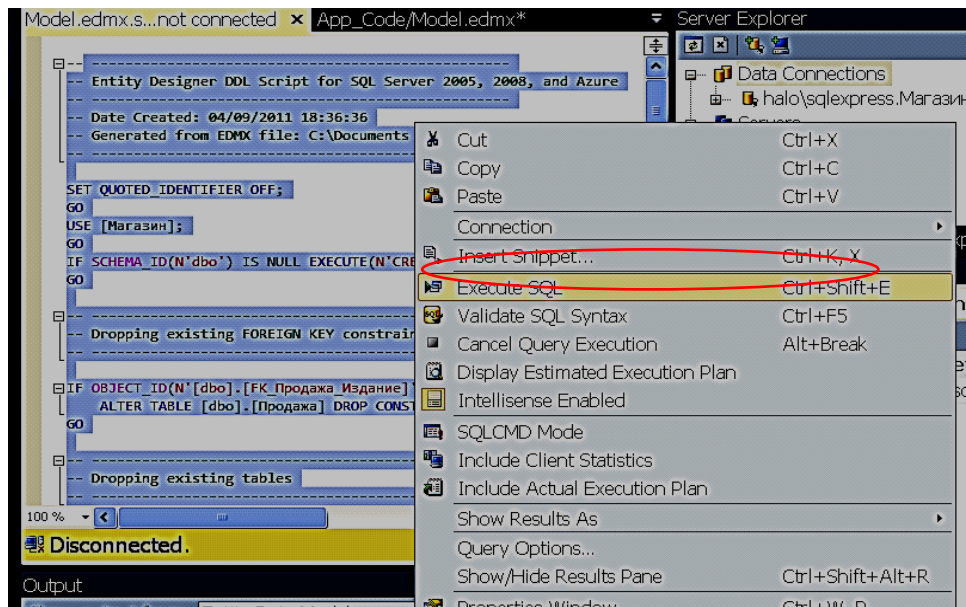 Model.edmx.s...not connected × App_Code/Model.edmx*
-- --------------------------------------------------
-- Entity Designer DDL Script for SQL Server 2005, 2008, and Azure
-- --------------------------------------------------
-- Date Created: 04/09/2011 18:36:36
-- Generated from EDMX file: C:\Documents
-- --------------------------------------------------
SET QUOTED_IDENTIFIER OFF;
GO
USE [Магазин];
GO
IF SCHEMA_ID(N'dbo') IS NULL EXECUTE(N'CRE
GO
-- --------------------------------------------------
-- Dropping existing FOREIGN KEY constrain
-- --------------------------------------------------
IF OBJECT_ID(N'[dbo].[FK_Продажа_Издание]
ALTER TABLE [dbo].[Продажа] DROP CONST
GO
-- --------------------------------------------------
-- Dropping existing tables
-- --------------------------------------------------
100 %
Disconnected.
Output
Server Explorer
Data Connections
halo\sqlexpress.Магазин
Servers
Cut Ctrl+X
Copy Ctrl+C
Paste Ctrl+V
Connection
Insert Snippet... Ctrl+K, X
Execute SQL Ctrl+Shift+E
Validate SQL Syntax Ctrl+F5
Cancel Query Execution Alt+Break
Display Estimated Execution Plan
Intellisense Enabled
SQLCMD Mode
Include Client Statistics
Include Actual Execution Plan
Show Results As
Query Options...
Show/Hide Results Pane Ctrl+Shift+Alt+R
Properties Window Ctrl+W, P